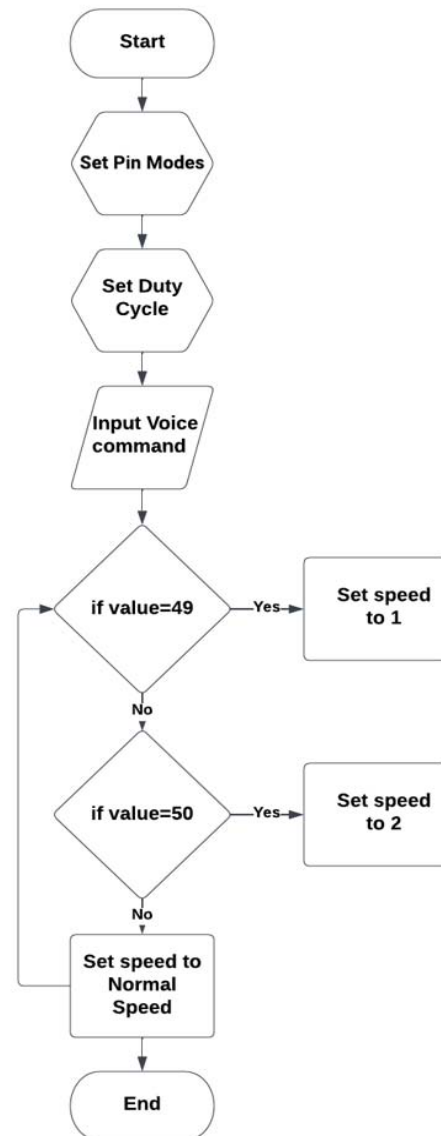 Start
Set Pin Modes
Set Duty
Cycle
Input Voice
command
if value=49
Yes
Set speed
to 1
No
if value=50
Yes
Set speed
to 2
No
Set speed to
Normal
Speed
End